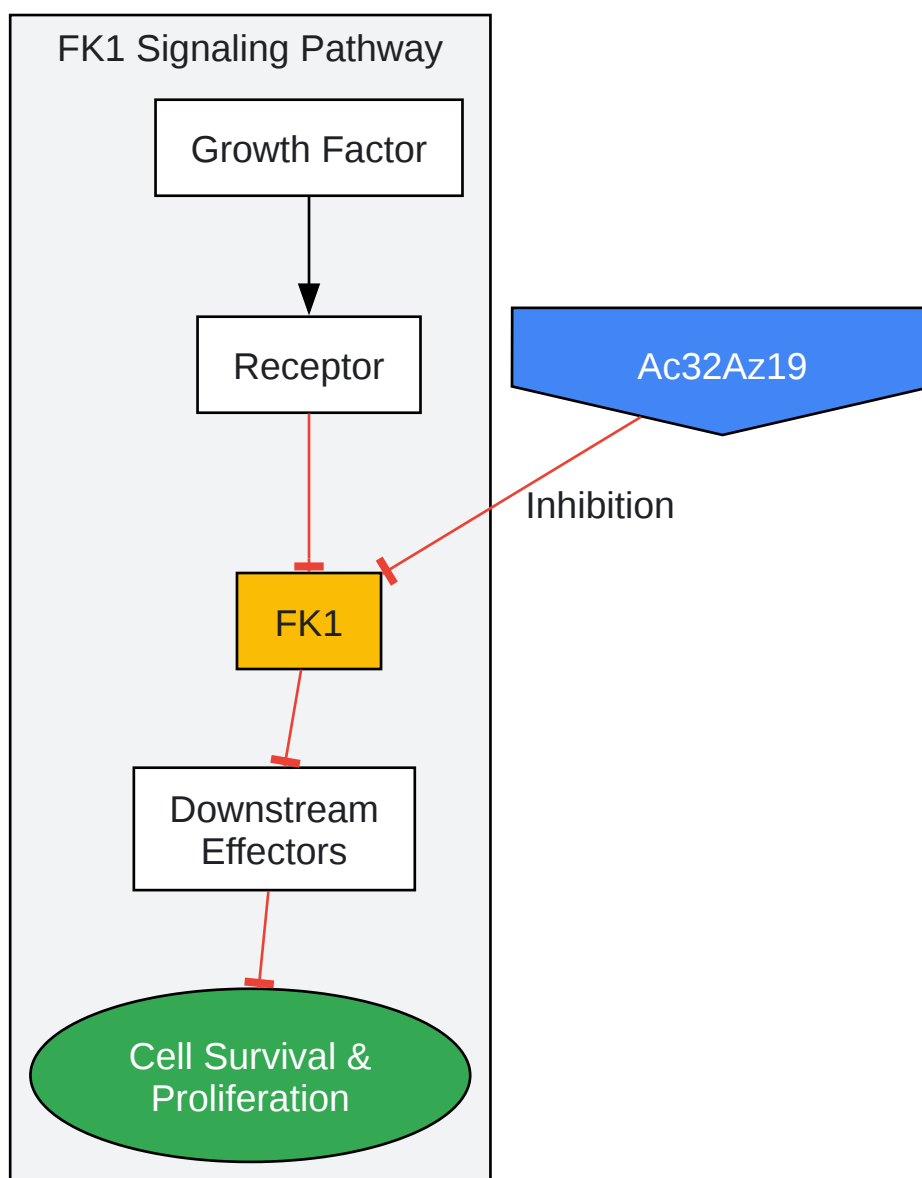 FK1 Signaling Pathway
Growth Factor
Receptor
Ac32Az19
Inhibition
FK1
Downstream
Effectors
Cell Survival &
Proliferation